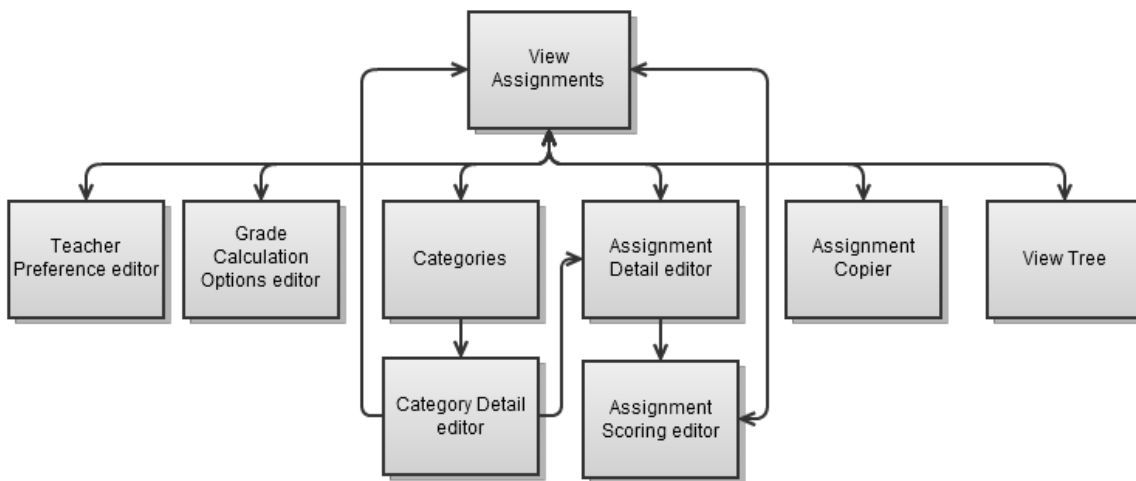 View
Assignments
Teacher
Preference editor
Grade
Calculation
Options editor
Categories
Assignment
Detail editor
Assignment
Copier
View Tree
Category Detail
editor
Assignment
Scoring editor